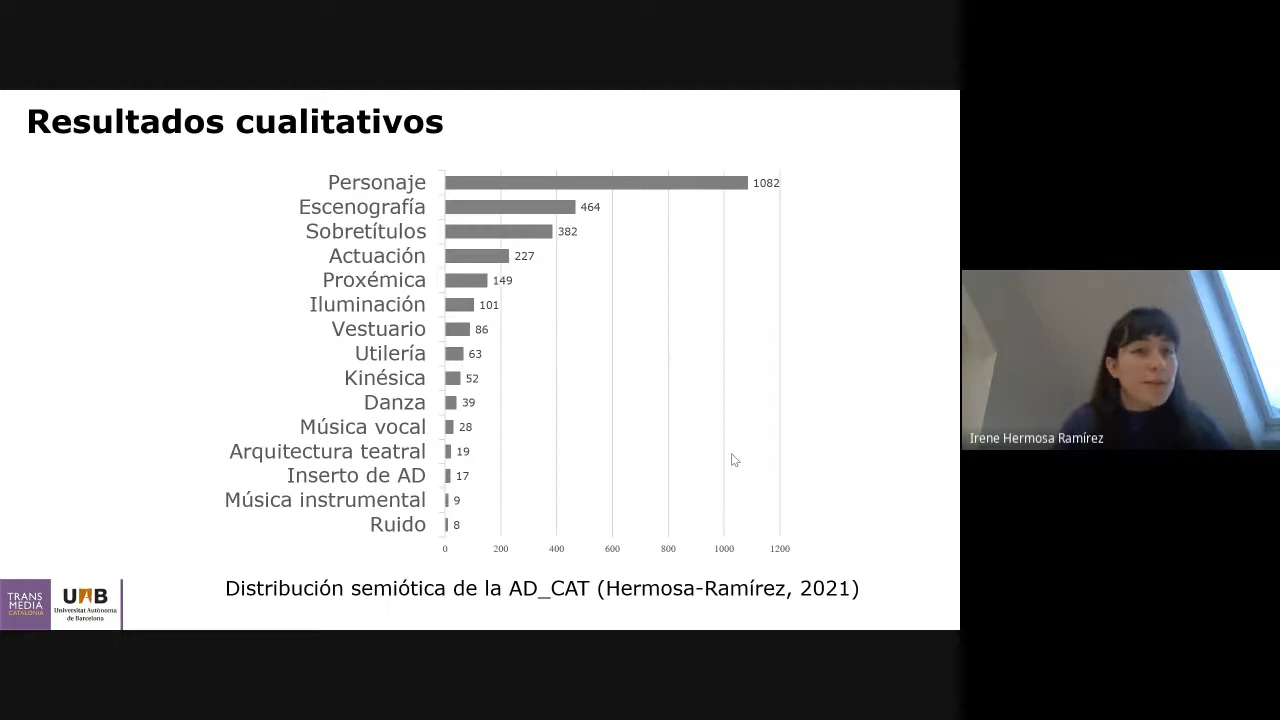 Resultados cualitativos
Personaje 1082
Escenografía 464
Sobretítulos 382
Actuación 227
Proxémica 149
Iluminación 101
Vestuario 86
Utilería 63
Kinésica 52
Danza 39
Música vocal 28
Arquitectura teatral 19
Inserto de AD 17
Música instrumental 9
Ruido 8
0 200 400 600 800 1000 1200
Distribución semiótica de la AD_CAT (Hermosa-Ramírez, 2021)
TRANS
MEDIA
CATALONIA
UAB
Universitat Autònoma
de Barcelona
Irene Hermosa Ramírez